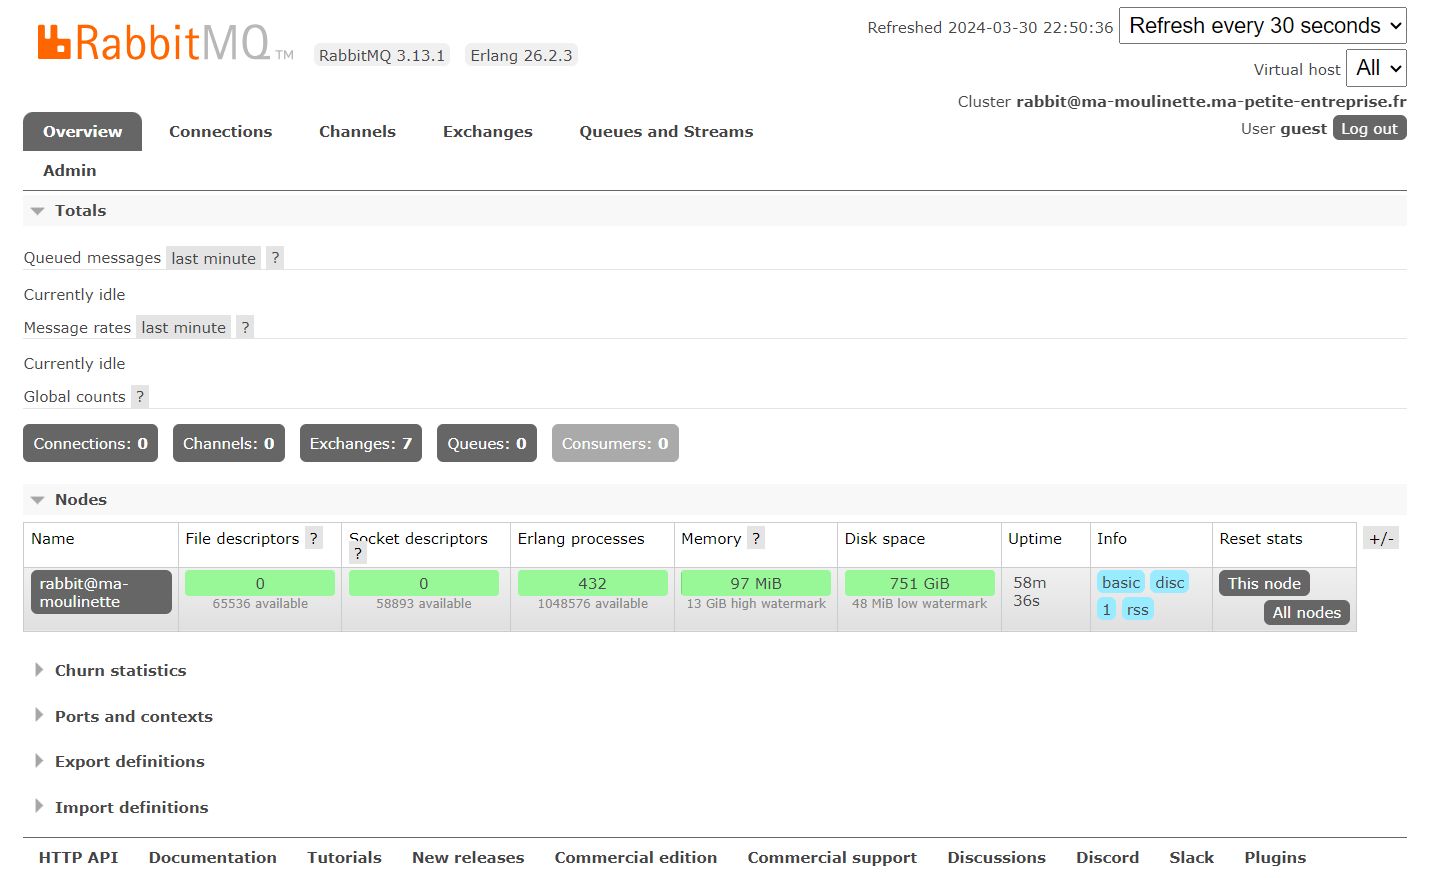 RabbitMQ TM
RabbitMQ 3.13.1 Erlang 26.2.3
Refreshed 2024-03-30 22:50:36 Refresh every 30 seconds
Virtual host All
Cluster rabbit@ma-moulinette.ma-petite-entreprise.fr
User guest Log out
Overview Connections Channels Exchanges Queues and Streams
Admin
Totals
Queued messages last minute ?
Currently idle
Message rates last minute ?
Currently idle
Global counts ?
Connections: 0 Channels: 0 Exchanges: 7 Queues: 0 Consumers: 0
Nodes
Name File descriptors ? Socket descriptors ? Erlang processes Memory ? Disk space Uptime Info Reset stats +/-
rabbit@ma-moulinette 0 0 432 97 MiB 751 GiB 58m 36s basic disc 1 rss This node All nodes
65536 available 58893 available 1048576 available 13 GiB high watermark 48 MiB low watermark
Churn statistics
Ports and contexts
Export definitions
Import definitions
HTTP API Documentation Tutorials New releases Commercial edition Commercial support Discussions Discord Slack Plugins